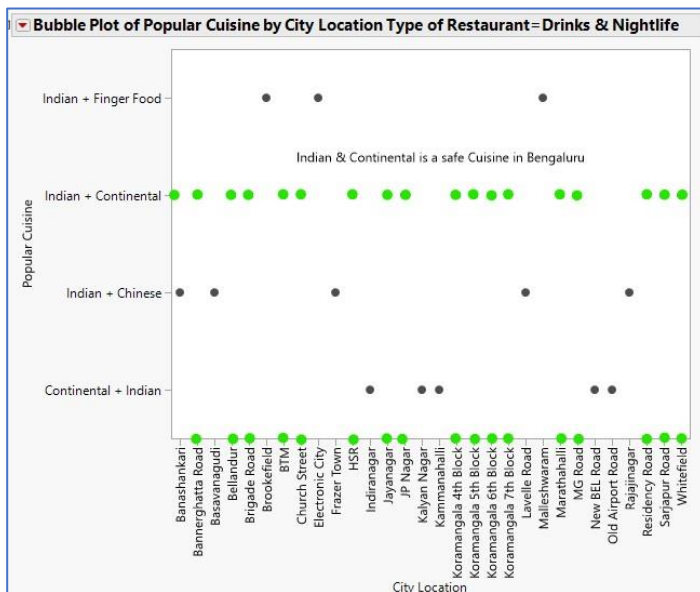 Bubble Plot of Popular Cuisine by City Location Type of Restaurant=Drinks & Nightlife
Indian + Finger Food
Indian & Continental is a safe Cuisine in Bengaluru
Indian + Continental
Popular Cuisine
Indian + Chinese
Continental + Indian
Banashankari
Bannerghatta Road
Basavanagudi
Bellandur
Brigade Road
Brookefield
BTM
Church Street
Electronic City
Frazer Town
HSR
Indiranagar
Jayanagar
JP Nagar
Kalyan Nagar
Kammanahalli
Koramangala 4th Block
Koramangala 5th Block
Koramangala 6th Block
Koramangala 7th Block
Lavelle Road
Malleshwaram
Marathahalli
MG Road
New BEL Road
Old Airport Road
Rajajinagar
Residency Road
Sarjapur Road
Whitefield
City Location